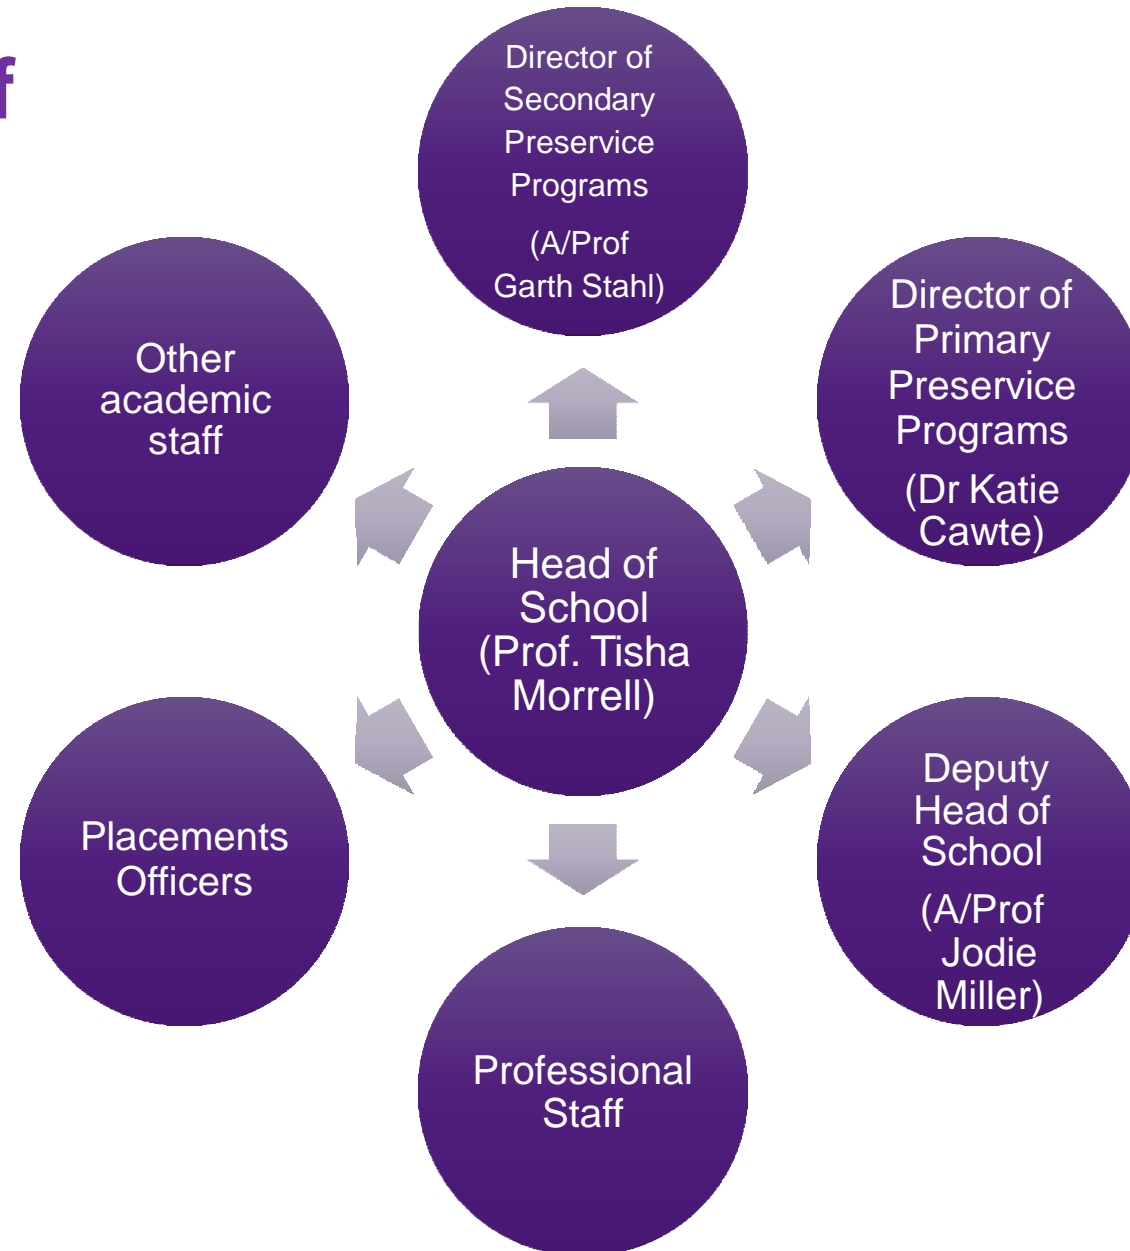 f
Director of
Secondary
Preservice
Programs
(A/Prof
Garth Stahl)
Director of
Primary
Preservice
Programs
(Dr Katie
Cawte)
Other
academic
staff
Head of
School
(Prof. Tisha
Morrell)
Deputy
Head of
School
(A/Prof
Jodie
Miller)
Placements
Officers
Professional
Staff